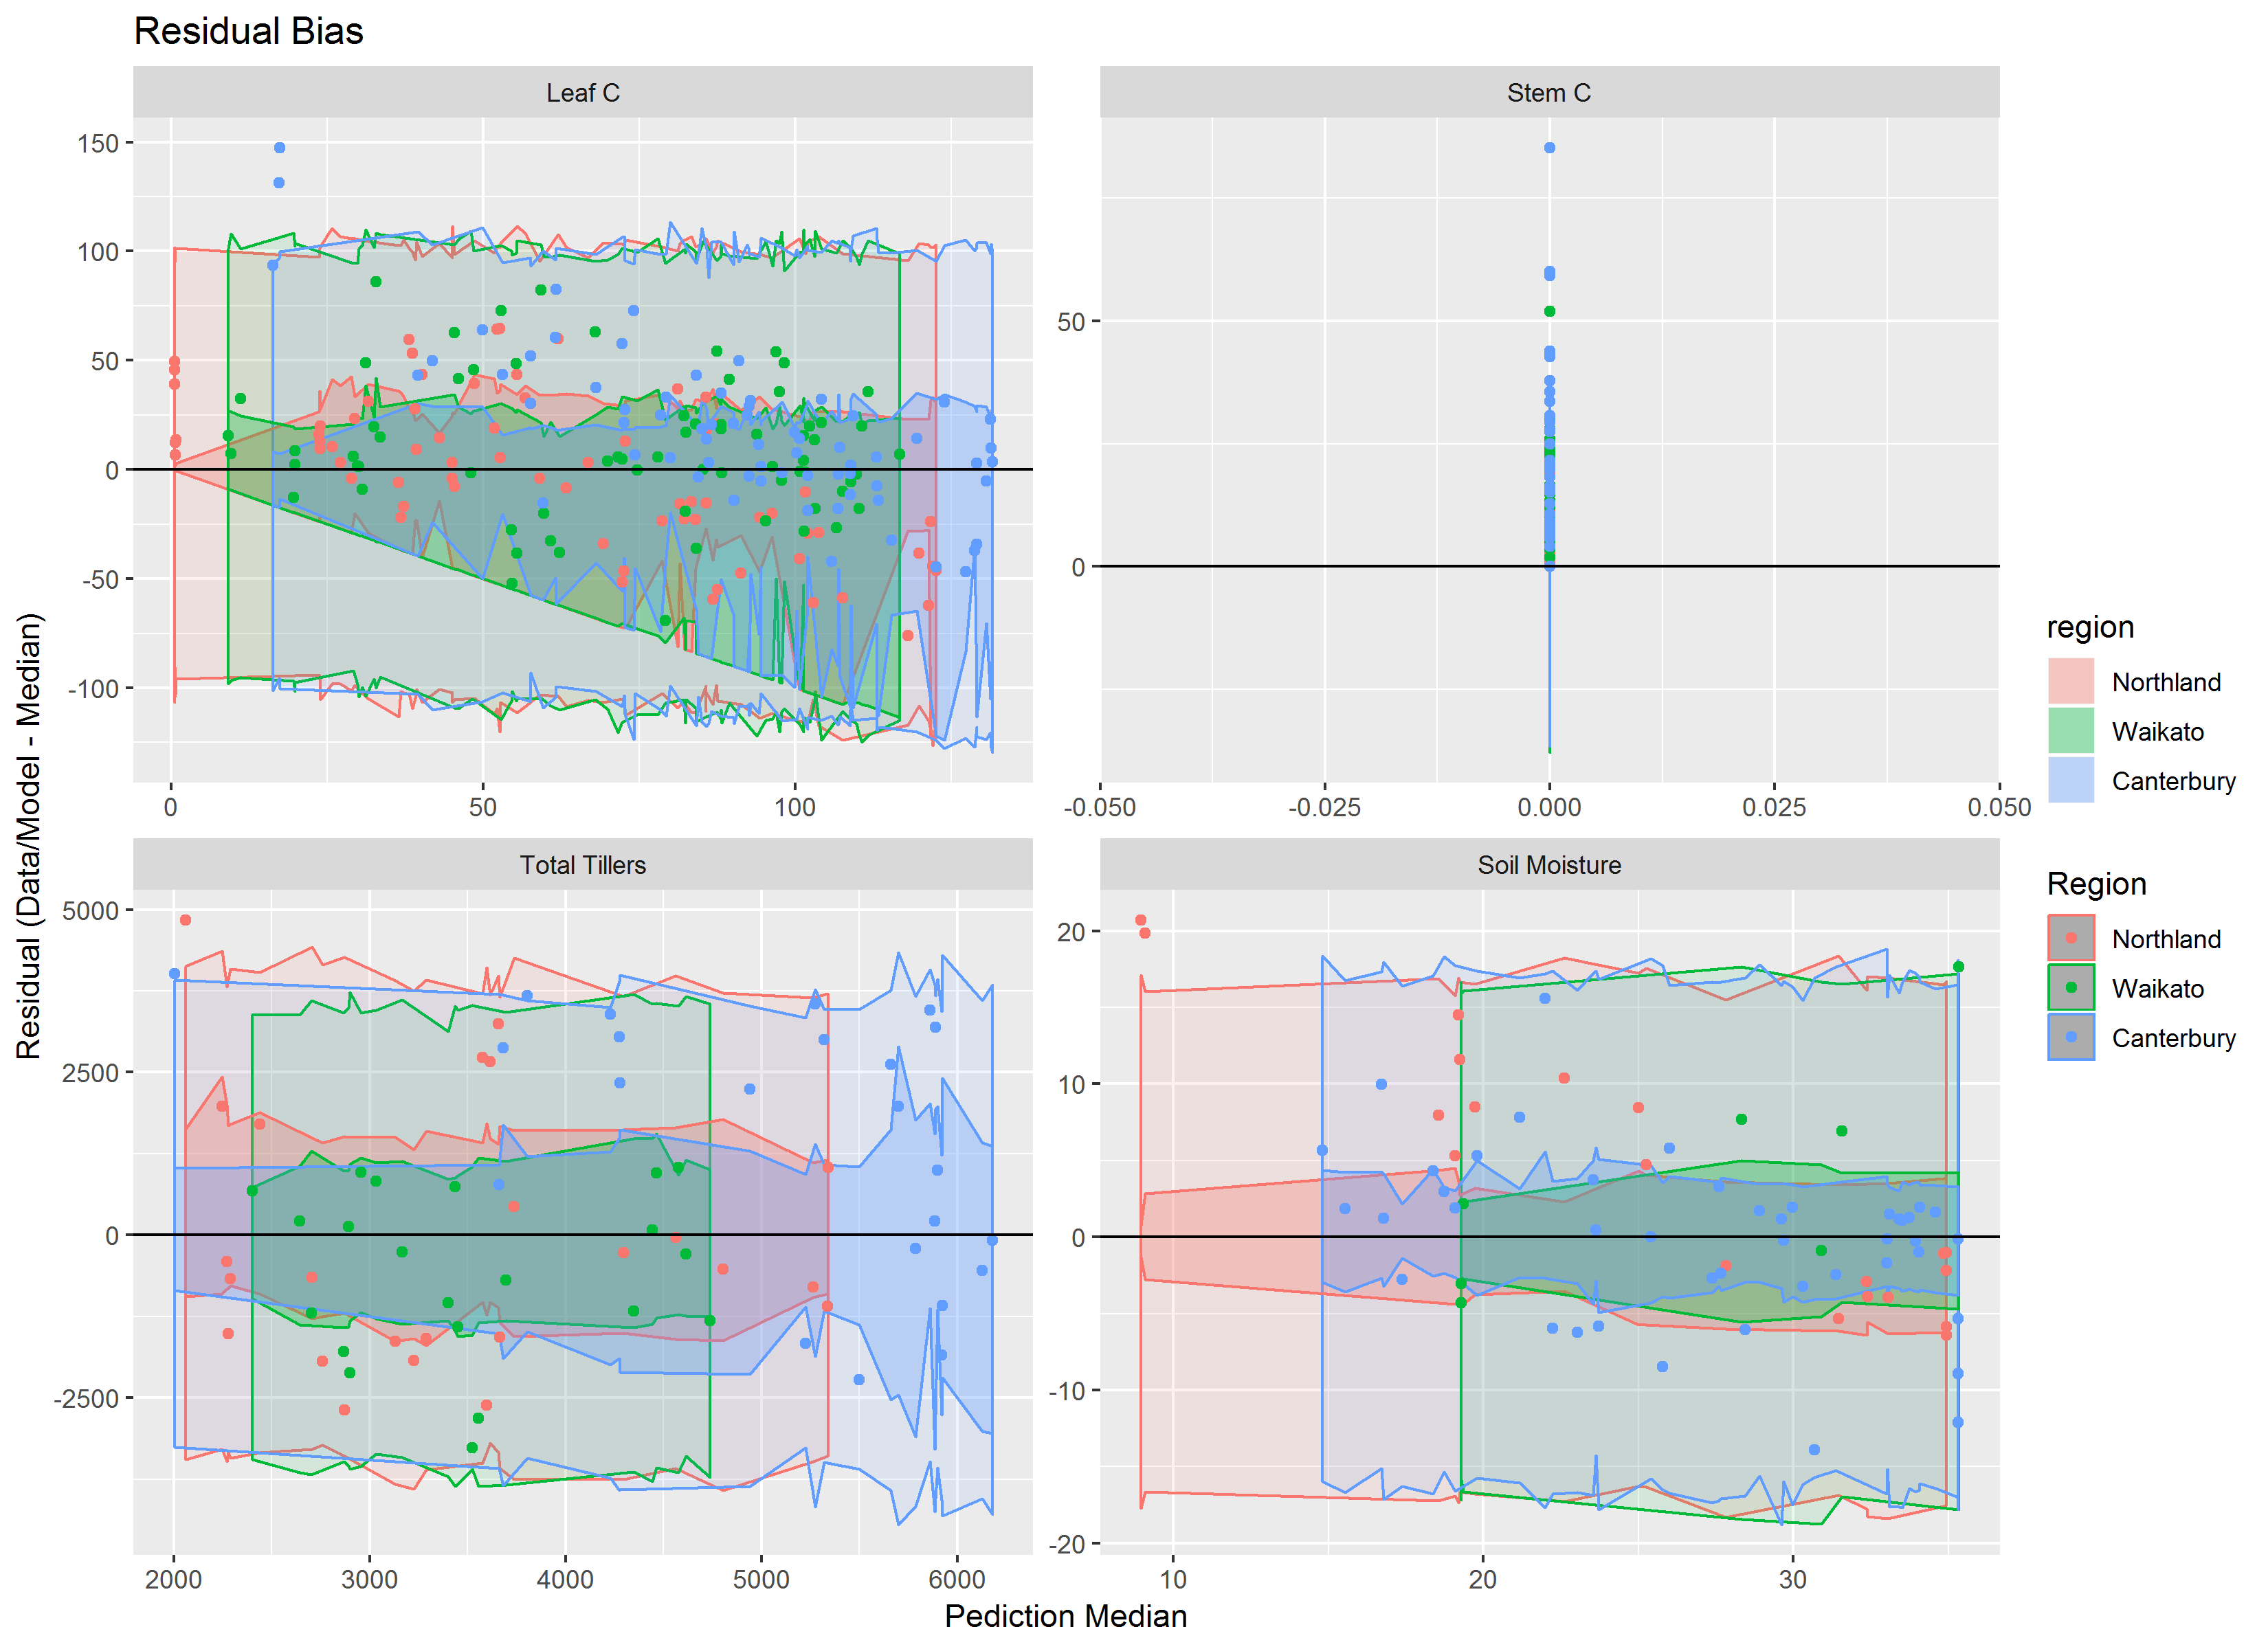 Residual Bias
Leaf C
Stem C
150
100
50
0
-50
-100
50
0
0
50
100
-0.050
-0.025
0.000
0.025
0.050
Total Tillers
Soil Moisture
5000
2500
0
-2500
20
10
0
-10
-20
2000
3000
4000
5000
6000
10
20
30
Pediction Median
Residual (Data/Model - Median)
region
Northland
Waikato
Canterbury
Region
Northland
Waikato
Canterbury